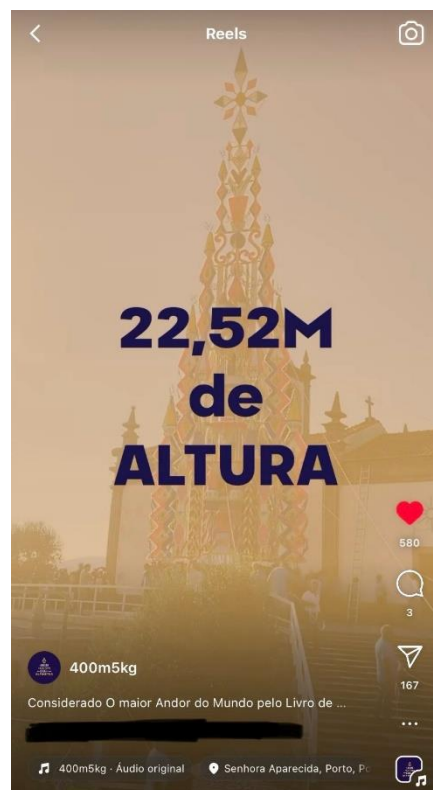 Reels
22,52M
de
ALTURA
580
3
167
400m5kg
Considerado O maior Andor do Mundo pelo Livro de ...
400m5kg · Áudio original
Senhora Aparecida, Porto, Po